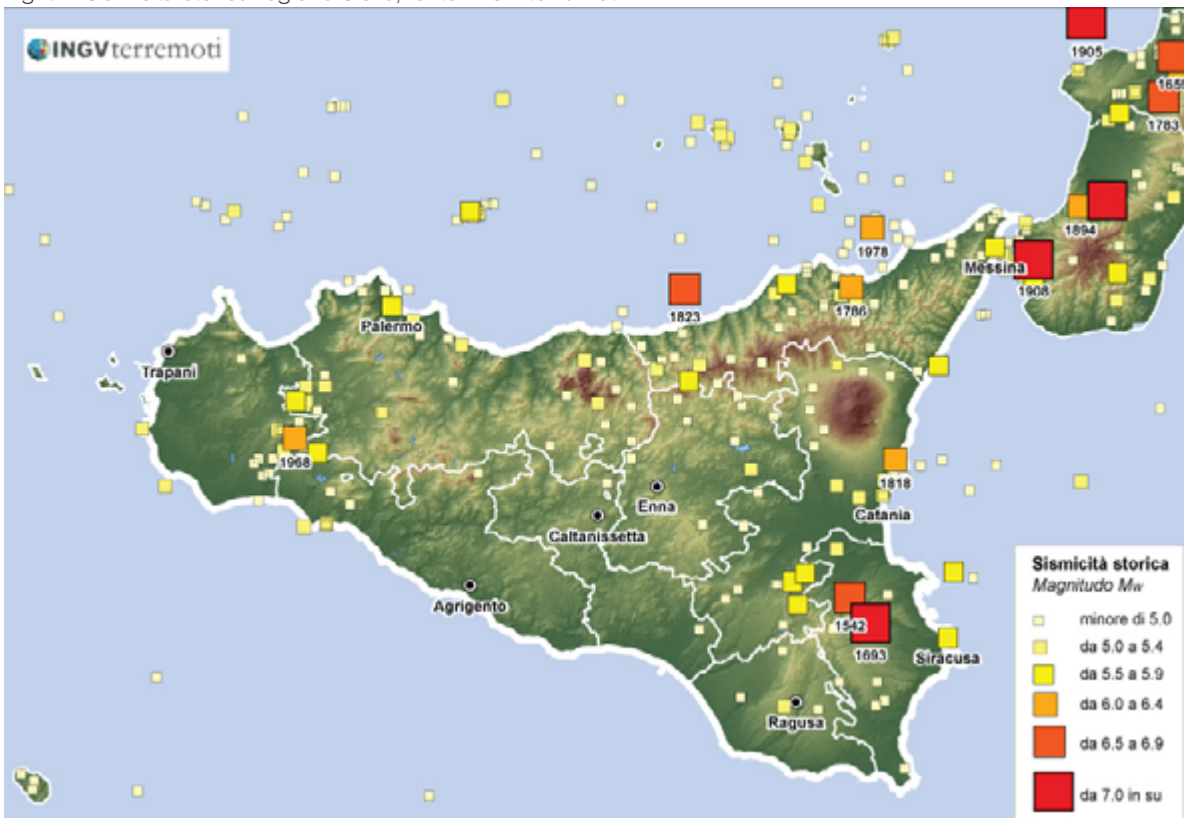 INGVterremoti
1905
1659
1783
1894
1978
Messina
1908
1823
1786
Palermo
Trapani
1968
1818
Enna
Catania
Caltanissetta
Agrigento
1542
1693
Siracusa
Ragusa
Sismicità storica
Magnitudo Mw
minore di 5.0
da 5.0 a 5.4
da 5.5 a 5.9
da 6.0 a 6.4
da 6.5 a 6.9
da 7.0 in su